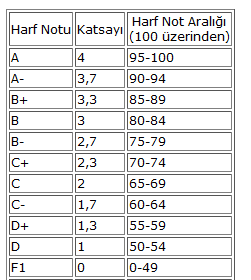 Harf Notu Katsayı Harf Not Aralığı
(100 üzerinden)
A 4 95-100
A- 3,7 90-94
B+ 3,3 85-89
B 3 80-84
B- 2,7 75-79
C+ 2,3 70-74
C 2 65-69
C- 1,7 60-64
D+ 1,3 55-59
D 1 50-54
F1 0 0-49